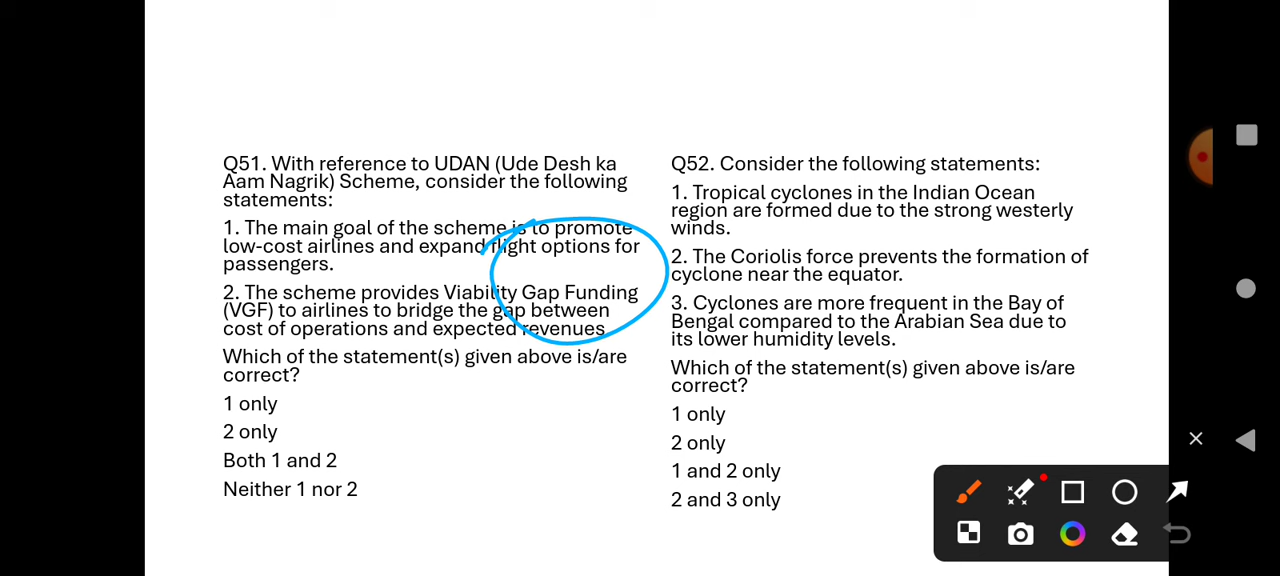 Q51. With reference to UDAN (Ude Desh ka
Aam Nagrik) Scheme, consider the following
statements:
1. The main goal of the scheme is to promote
low-cost airlines and expand flight options for
passengers.
2. The scheme provides Viability Gap Funding
(VGF) to airlines to bridge the gap between
cost of operations and expected revenues.
Which of the statement(s) given above is/are
correct?
1 only
2 only
Both 1 and 2
Neither 1 nor 2
Q52. Consider the following statements:
1. Tropical cyclones in the Indian Ocean
region are formed due to the strong westerly
winds.
2. The Coriolis force prevents the formation of
cyclone near the equator.
3. Cyclones are more frequent in the Bay of
Bengal compared to the Arabian Sea due to
its lower humidity levels.
Which of the statement(s) given above is/are
correct?
1 only
2 only
1 and 2 only
2 and 3 only